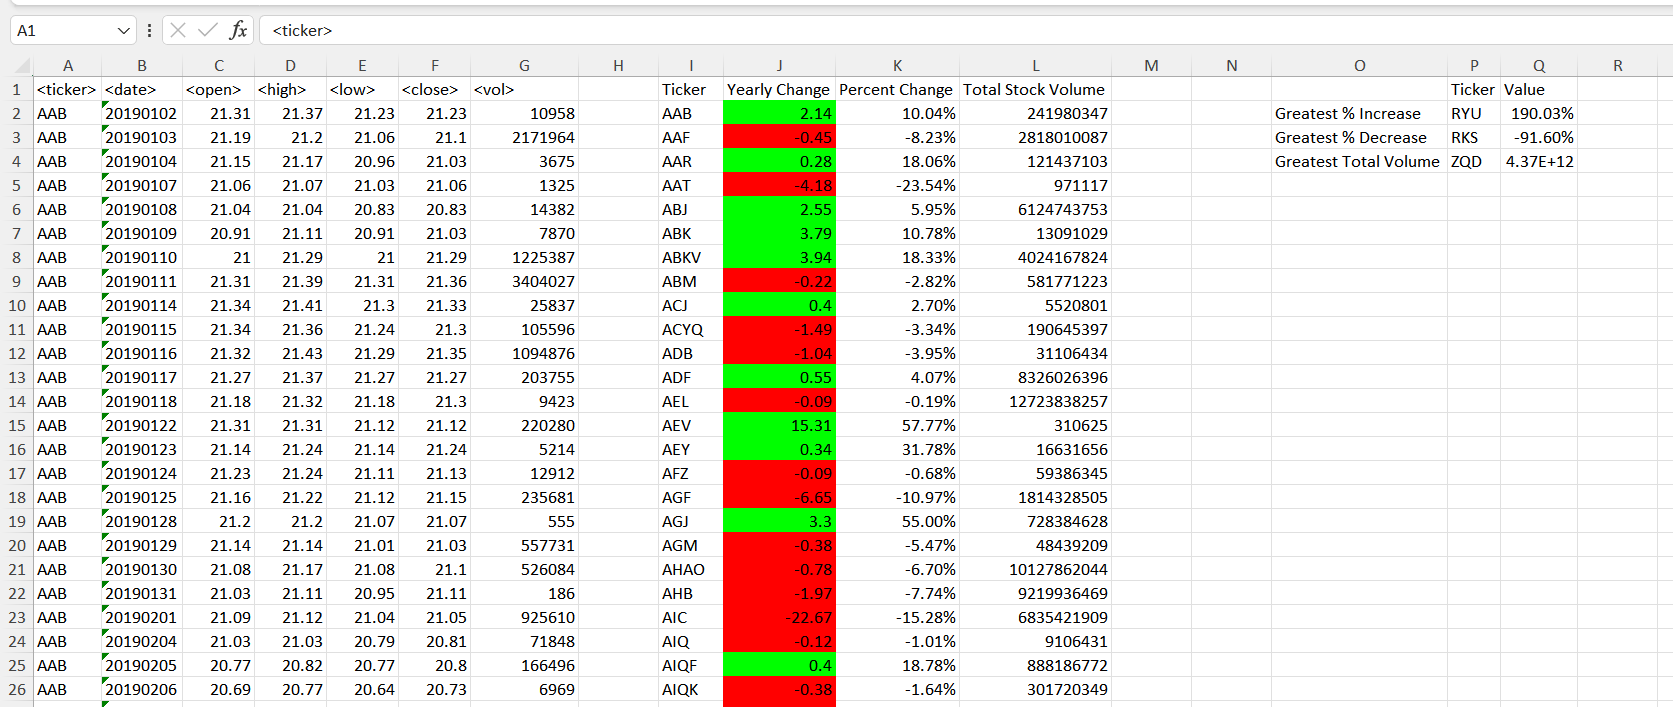 A1 fx <ticker>
A B C D E F G H I J K L M N O P Q R
1 <ticker> <date> <open> <high> <low> <close> <vol> Ticker Yearly Change Percent Change Total Stock Volume Ticker Value
2 AAB 20190102 21.31 21.37 21.23 21.23 10958 AAB 2.14 10.04% 241980347 Greatest % Increase RYU 190.03%
3 AAB 20190103 21.19 21.2 21.06 21.1 2171964 AAF -0.45 -8.23% 2818010087 Greatest % Decrease RKS -91.60%
4 AAB 20190104 21.15 21.17 20.96 21.03 3675 AAR 0.28 18.06% 121437103 Greatest Total Volume ZQD 4.37E+12
5 AAB 20190107 21.06 21.07 21.03 21.06 1325 AAT -4.18 -23.54% 971117
6 AAB 20190108 21.04 21.04 20.83 20.83 14382 ABJ 2.55 5.95% 6124743753
7 AAB 20190109 20.91 21.11 20.91 21.03 7870 ABK 3.79 10.78% 13091029
8 AAB 20190110 21 21.29 21 21.29 1225387 ABKV 3.94 18.33% 4024167824
9 AAB 20190111 21.31 21.39 21.31 21.36 3404027 ABM -0.22 -2.82% 581771223
10 AAB 20190114 21.34 21.41 21.3 21.33 25837 ACJ 0.4 2.70% 5520801
11 AAB 20190115 21.34 21.36 21.24 21.3 105596 ACYQ -1.49 -3.34% 190645397
12 AAB 20190116 21.32 21.43 21.29 21.35 1094876 ADB -1.04 -3.95% 31106434
13 AAB 20190117 21.27 21.37 21.27 21.27 203755 ADF 0.55 4.07% 8326026396
14 AAB 20190118 21.18 21.32 21.18 21.3 9423 AEL -0.09 -0.19% 12723838257
15 AAB 20190122 21.31 21.31 21.12 21.12 220280 AEV 15.31 57.77% 310625
16 AAB 20190123 21.14 21.24 21.14 21.24 5214 AEY 0.34 31.78% 16631656
17 AAB 20190124 21.23 21.24 21.11 21.13 12912 AFZ -0.09 -0.68% 59386345
18 AAB 20190125 21.16 21.22 21.12 21.15 235681 AGF -6.65 -10.97% 1814328505
19 AAB 20190128 21.2 21.2 21.07 21.07 555 AGJ 3.3 55.00% 728384628
20 AAB 20190129 21.14 21.14 21.01 21.03 557731 AGM -0.38 -5.47% 48439209
21 AAB 20190130 21.08 21.17 21.08 21.1 526084 AHAO -0.78 -6.70% 10127862044
22 AAB 20190131 21.03 21.11 20.95 21.11 186 AHB -1.97 -7.74% 9219936469
23 AAB 20190201 21.09 21.12 21.04 21.05 925610 AIC -22.67 -15.28% 6835421909
24 AAB 20190204 21.03 21.03 20.79 20.81 71848 AIQ -0.12 -1.01% 9106431
25 AAB 20190205 20.77 20.82 20.77 20.8 166496 AIQF 0.4 18.78% 888186772
26 AAB 20190206 20.69 20.77 20.64 20.73 6969 AIQK -0.38 -1.64% 301720349